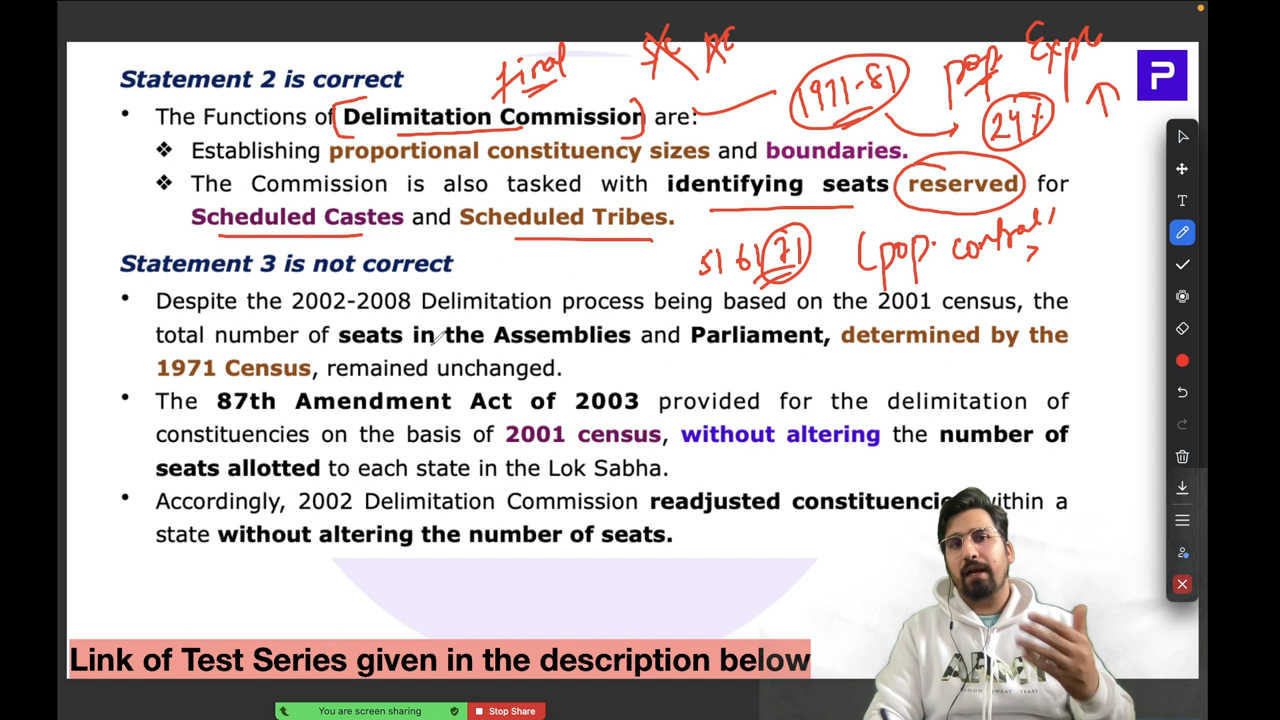 final
SC
1971-81
pop. Expl
24%
Statement 2 is correct
• The Functions of [Delimitation Commission] are:
❖ Establishing proportional constituency sizes and boundaries.
❖ The Commission is also tasked with identifying seats reserved for
Scheduled Castes and Scheduled Tribes.
51 61 71
(pop. control
Statement 3 is not correct
• Despite the 2002-2008 Delimitation process being based on the 2001 census, the
total number of seats in the Assemblies and Parliament, determined by the
1971 Census, remained unchanged.
• The 87th Amendment Act of 2003 provided for the delimitation of
constituencies on the basis of 2001 census, without altering the number of
seats allotted to each state in the Lok Sabha.
• Accordingly, 2002 Delimitation Commission readjusted constituencie within a
state without altering the number of seats.
Link of Test Series given in the description below
You are screen sharing
Stop Share
P
T